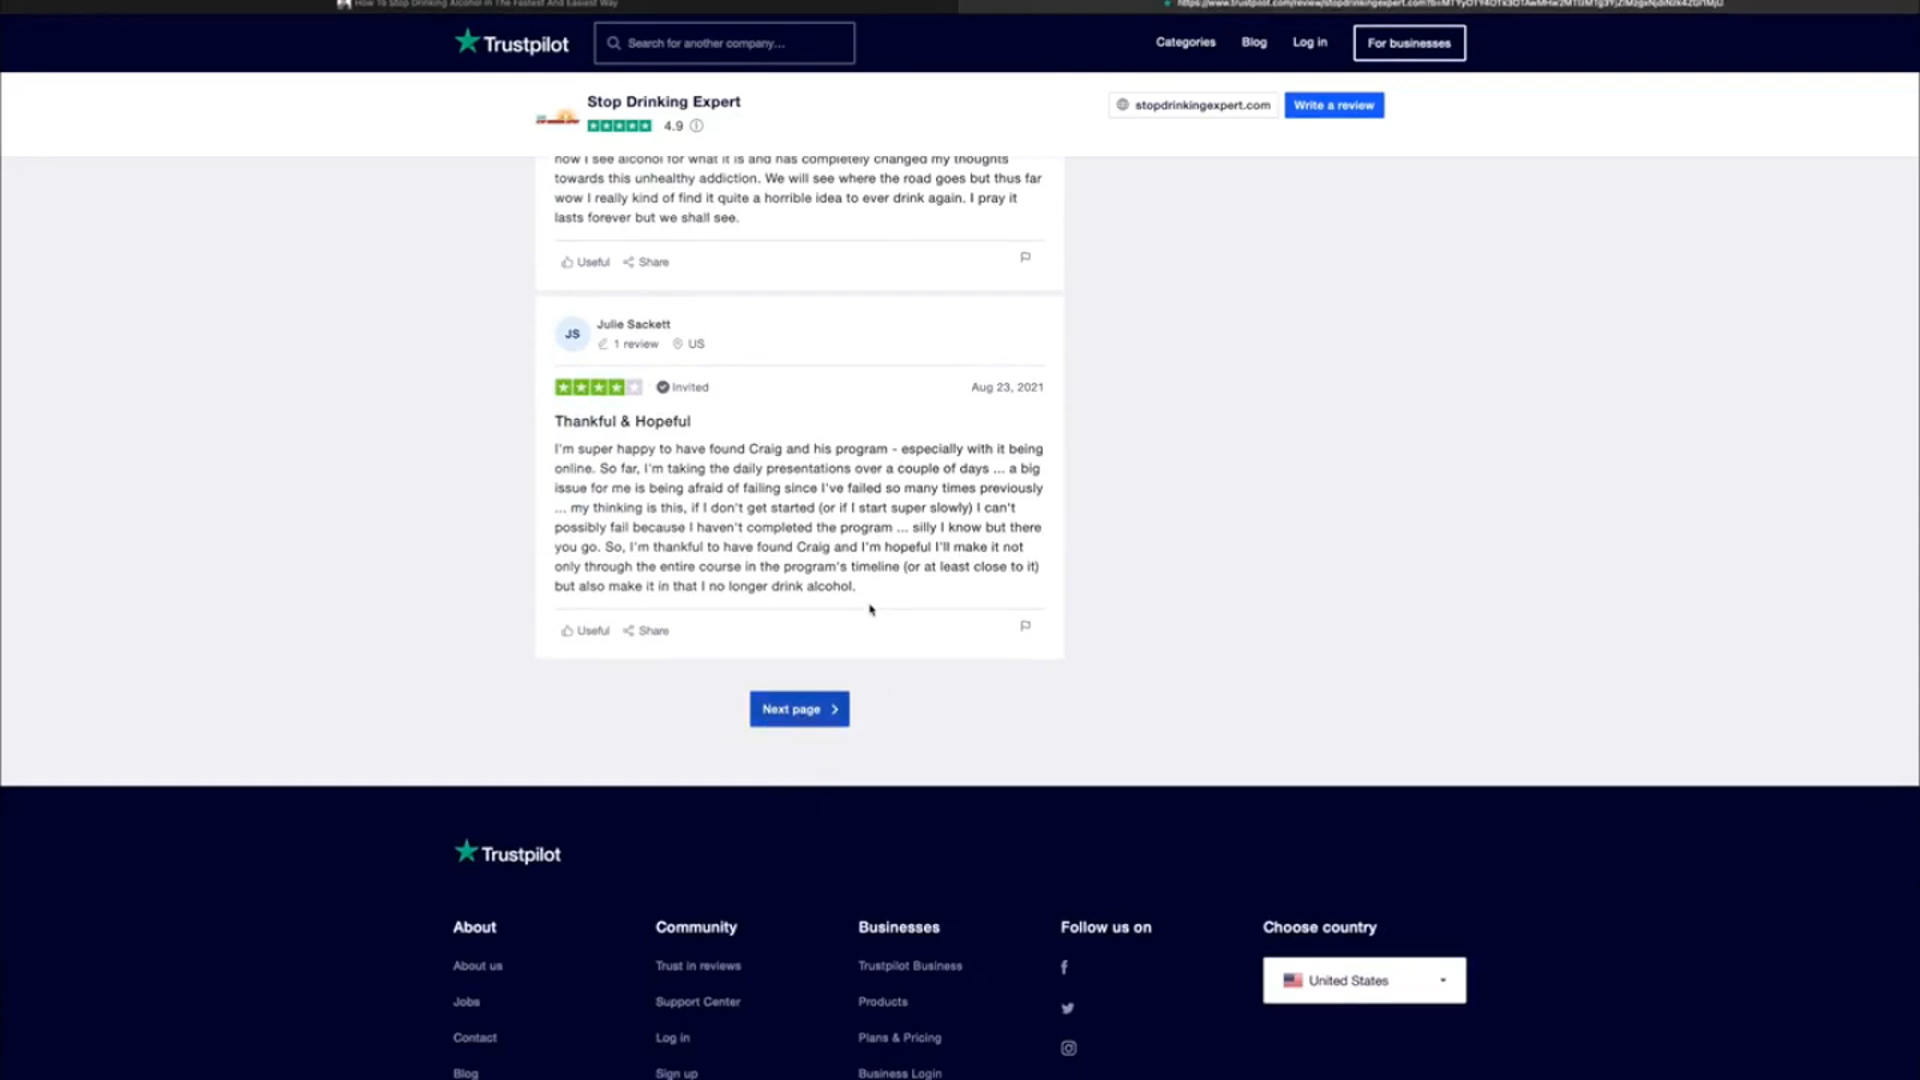 How To Stop Drinking Alcohol In The Fastest And Easiest Way
Trustpilot
Search for another company...
Categories
Blog
Log in
For businesses
Stop Drinking Expert
4.9
stopdrinkingexpert.com
Write a review
now I see alcohol for what it is and has completely changed my thoughts
towards this unhealthy addiction. We will see where the road goes but thus far
wow I really kind of find it quite a horrible idea to ever drink again. I pray it
lasts forever but we shall see.
Useful
Share
JS
Julie Sackett
1 review
US
Invited
Aug 23, 2021
Thankful & Hopeful
I'm super happy to have found Craig and his program - especially with it being
online. So far, I'm taking the daily presentations over a couple of days ... a big
issue for me is being afraid of failing since I've failed so many times previously
... my thinking is this, if I don't get started (or if I start super slowly) I can't
possibly fail because I haven't completed the program ... silly I know but there
you go. So, I'm thankful to have found Craig and I'm hopeful I'll make it not
only through the entire course in the program's timeline (or at least close to it)
but also make it in that I no longer drink alcohol.
Useful
Share
Next page
Trustpilot
About
Community
Businesses
Follow us on
Choose country
About us
Trust in reviews
Trustpilot Business
United States
Jobs
Support Center
Products
Contact
Log in
Plans & Pricing
Blog
Sign up
Business Login